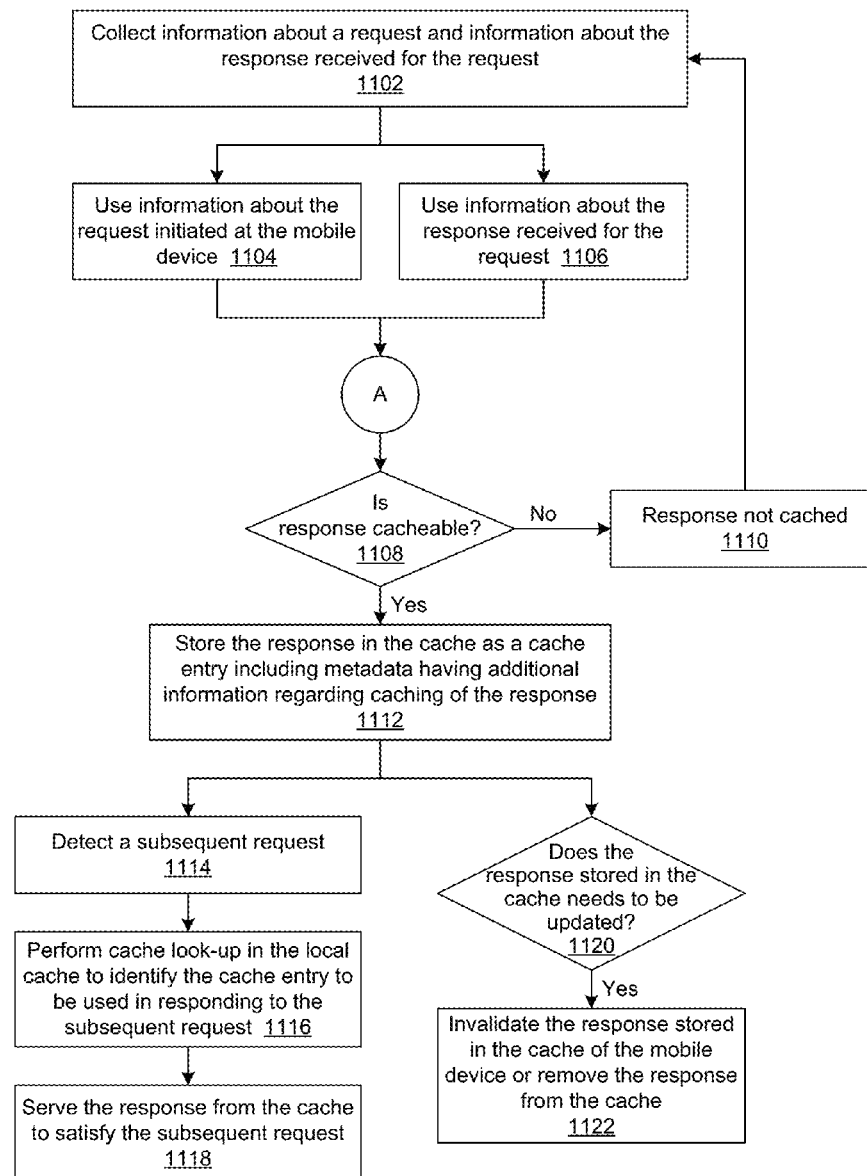 Collect information about a request and information about the
response received for the request
1102
Use information about the
request initiated at the mobile
device 1104
Use information about the
response received for the
request 1106
A
Is
response cacheable?
1108
No
Response not cached
1110
Yes
Store the response in the cache as a cache
entry including metadata having additional
information regarding caching of the response
1112
Detect a subsequent request
1114
Does the
response stored in the
cache needs to be
updated?
1120
Perform cache look-up in the local
cache to identify the cache entry to
be used in responding to the
subsequent request 1116
Yes
Invalidate the response stored
in the cache of the mobile
device or remove the response
from the cache
1122
Serve the response from the cache
to satisfy the subsequent request
1118